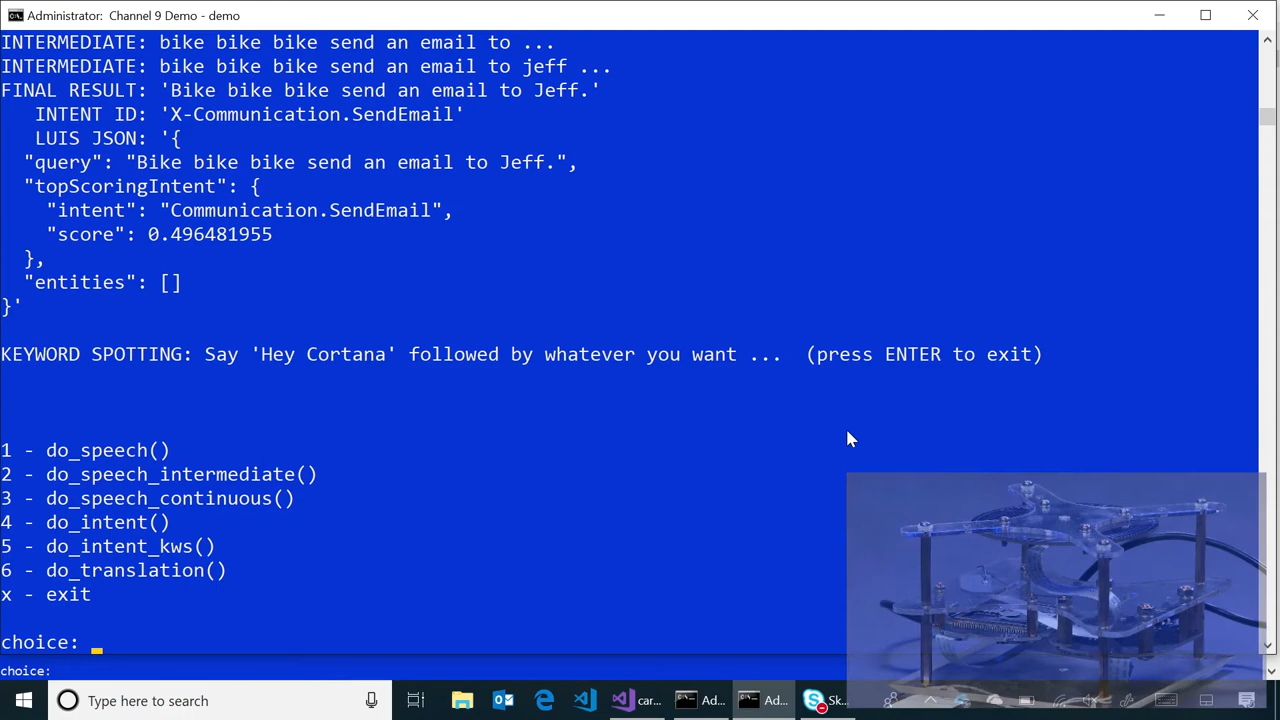 Administrator: Channel 9 Demo - demo
INTERMEDIATE: bike bike bike send an email to ...
INTERMEDIATE: bike bike bike send an email to jeff ...
FINAL RESULT: 'Bike bike bike send an email to Jeff.'
INTENT ID: 'X-Communication.SendEmail'
LUIS JSON: '{
"query": "Bike bike bike send an email to Jeff.",
"topScoringIntent": {
"intent": "Communication.SendEmail",
"score": 0.496481955
},
"entities": []
}'
KEYWORD SPOTTING: Say 'Hey Cortana' followed by whatever you want ... (press ENTER to exit)
1 - do_speech()
2 - do_speech_intermediate()
3 - do_speech_continuous()
4 - do_intent()
5 - do_intent_kws()
6 - do_translation()
x - exit
choice:
choice:
Type here to search
car...
Ad...
Ad...
Sk...